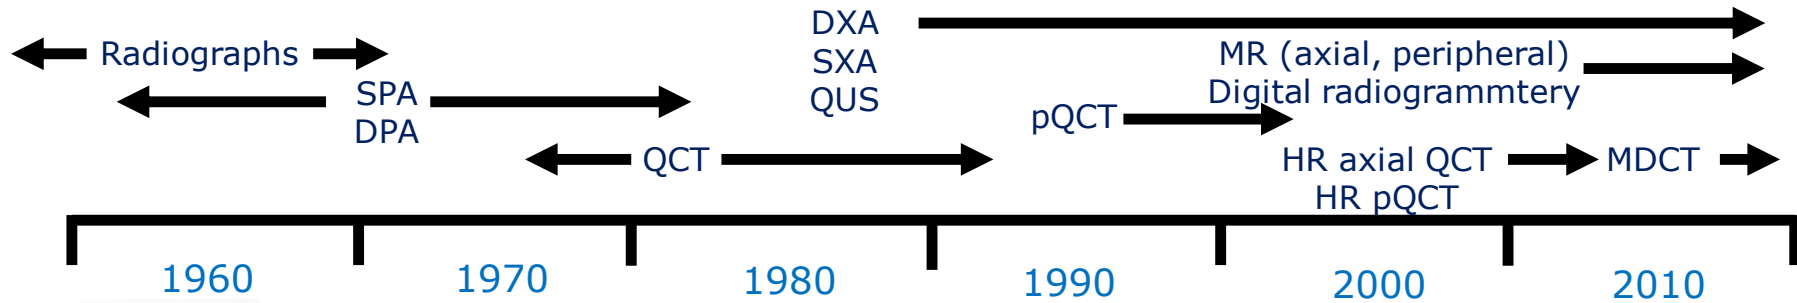 Radiographs
SPA
DPA
QCT
DXA
SXA
QUS
pQCT
MR (axial, peripheral)
Digital radiogrammtery
HR axial QCT
HR pQCT
MDCT
1960
1970
1980
1990
2000
2010